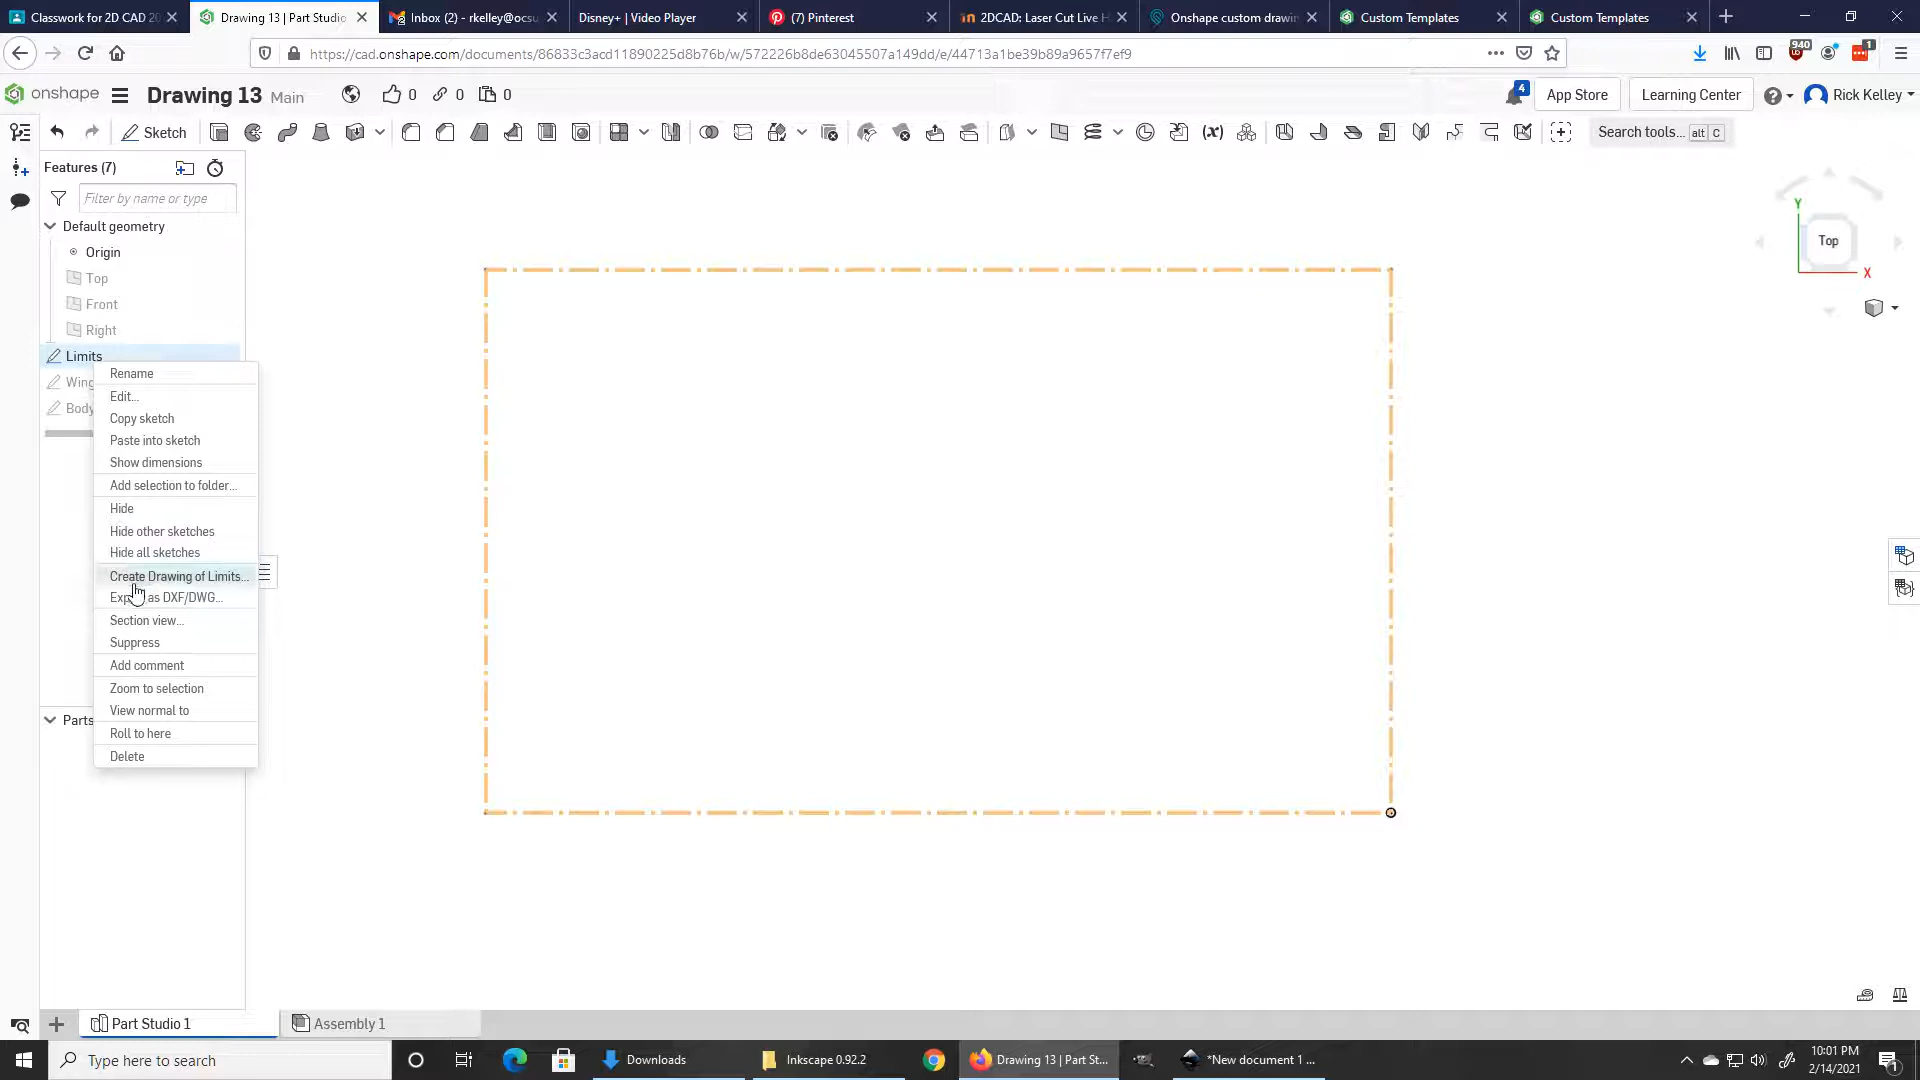 Classwork for 2D CAD 20
Drawing 13 | Part Studio
Inbox (2) - rkelley@ocsu
Disney+ | Video Player
(7) Pinterest
2DCAD: Laser Cut Live H
Onshape custom drawin
Custom Templates
Custom Templates
https://cad.onshape.com/documents/86833c3acd11890225d8b76b/w/572226b8de63045507a149dd/e/44713a1be39b89a9657f7ef9
940
1
onshape
Drawing 13 Main
0
0
0
4
App Store
Learning Center
Rick Kelley
Sketch
Search tools... alt C
Features (7)
Filter by name or type
Default geometry
Origin
Top
Front
Right
Limits
Wing
Body
Rename
Edit...
Copy sketch
Paste into sketch
Show dimensions
Add selection to folder...
Hide
Hide other sketches
Hide all sketches
Create Drawing of Limits...
as DXF/DWG...
Section view...
Suppress
Add comment
Zoom to selection
View normal to
Roll to here
Delete
Parts
Y
Top
X
Part Studio 1
Assembly 1
Type here to search
Downloads
Inkscape 0.92.2
Drawing 13 | Part St...
*New document 1 ...
10:01 PM
2/14/2021
1